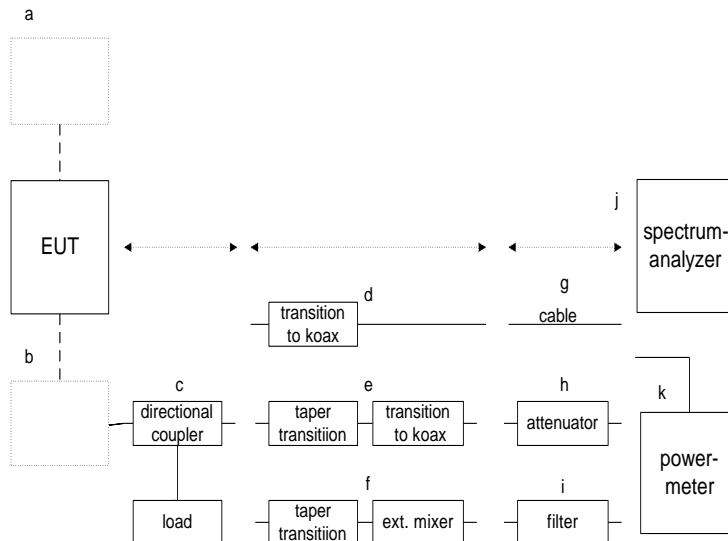 a
EUT
j
spectrum-
analyzer
d
transition
to koax
g
cable
b
c
directional
coupler
e
taper
transitiion
transition
to koax
h
attenuator
k
power-
meter
load
f
taper
transitiion
ext. mixer
i
filter